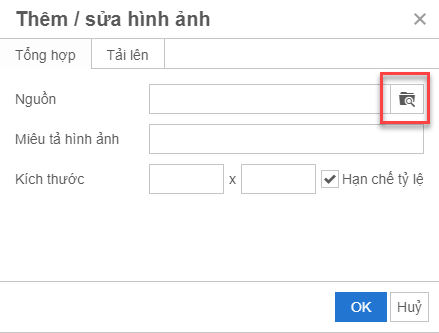 Thêm / sửa hình ảnh
Tổng hợp Tải lên
Nguồn
Miêu tả hình ảnh
Kích thước x Hạn chế tỷ lệ
OK Huỷ